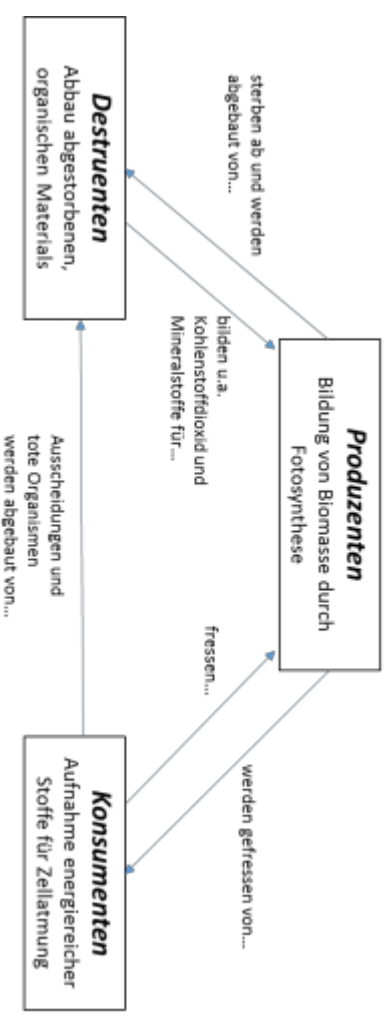 Produzenten
Bildung von Biomasse durch
Fotosynthese
sterben ab und werden
abgebaut von...
bilden u.a.
Kohlenstoffdioxid und
Mineralstoffe für...
fressen...
werden gefressen von...
Destruenten
Abbau abgestorbenen,
organischen Materials
Ausscheidungen und
tote Organismen
werden abgebaut von...
Konsumenten
Aufnahme energiereicher
Stoffe für Zellatmung